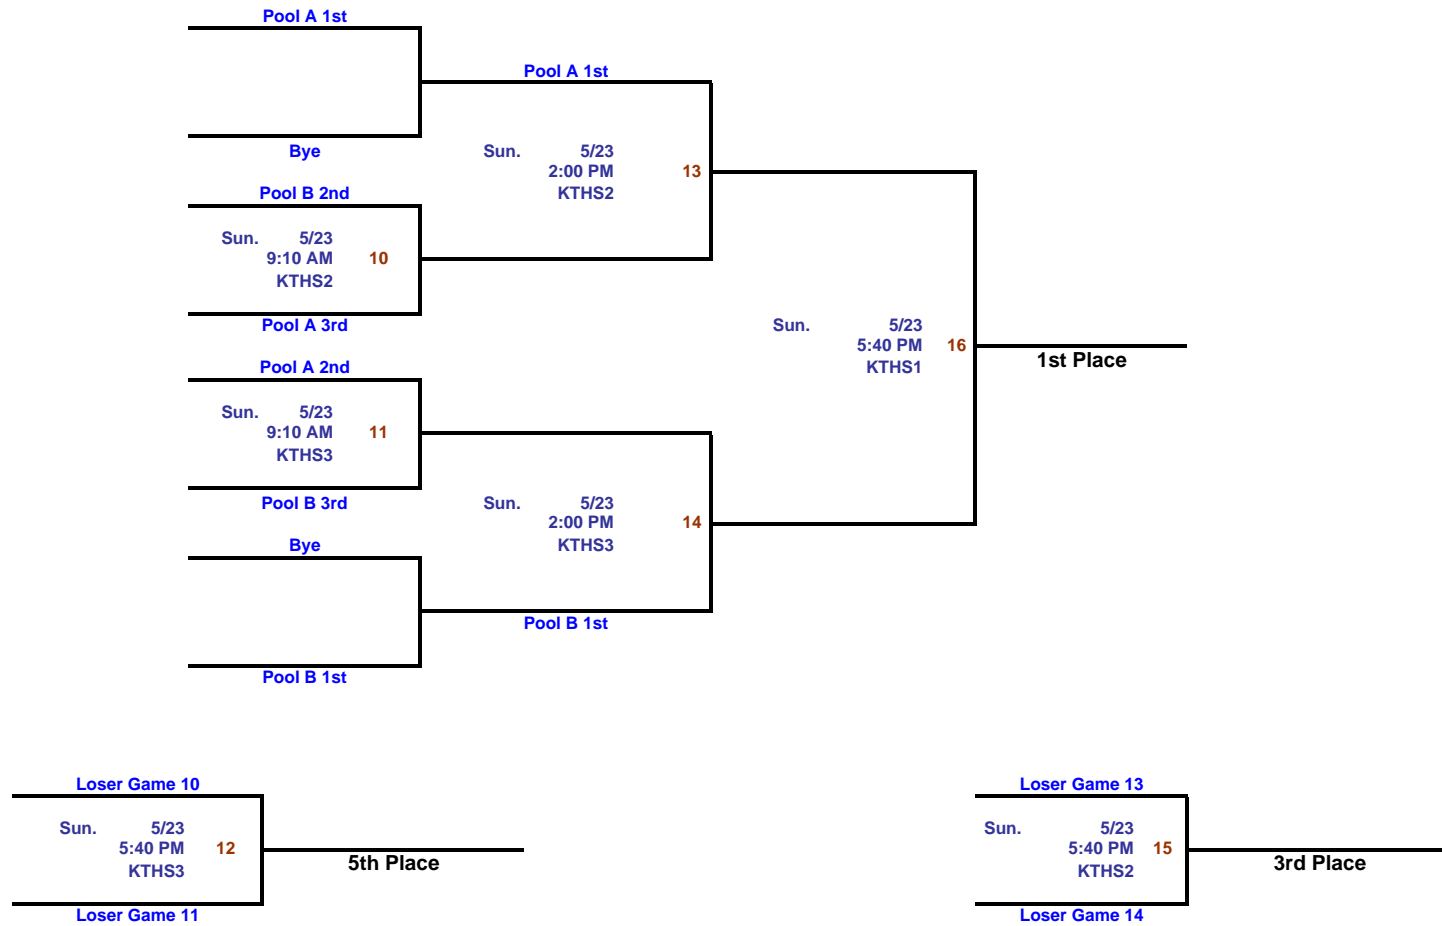 Pool A 1st
Pool A 1st
Bye
Sun. 5/23
2:00 PM 13
KTHS2
Pool B 2nd
Sun. 5/23
9:10 AM 10
KTHS2
Pool A 3rd
Sun. 5/23
5:40 PM 16
KTHS1
1st Place
Pool A 2nd
Sun. 5/23
9:10 AM 11
KTHS3
Pool B 3rd
Sun. 5/23
2:00 PM 14
KTHS3
Bye
Pool B 1st
Pool B 1st
Loser Game 10
Sun. 5/23
5:40 PM 12
KTHS3
5th Place
Loser Game 11
Loser Game 13
Sun. 5/23
5:40 PM 15
KTHS2
3rd Place
Loser Game 14